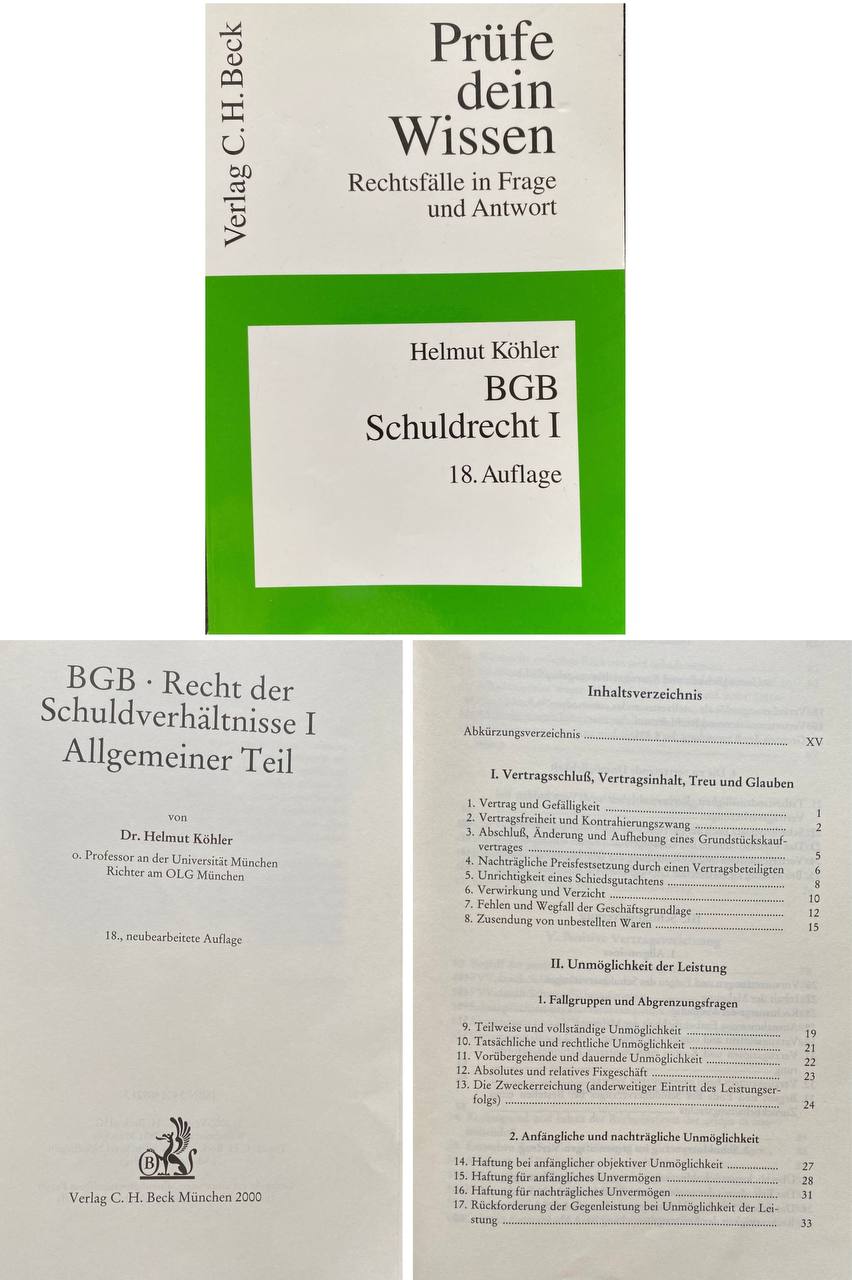 Verlag C.H.Beck
Prüfe
dein
Wissen
Rechtsfälle in Frage
und Antwort
Helmut Köhler
BGB
Schuldrecht I
18. Auflage
BGB · Recht der
Schuldverhältnisse I
Allgemeiner Teil
von
Dr. Helmut Köhler
o. Professor an der Universität München
Richter am OLG München
18., neubearbeitete Auflage
B
Verlag C. H. Beck München 2000
Inhaltsverzeichnis
Abkürzungsverzeichnis ........ XV
I. Vertragsschluß, Vertragsinhalt, Treu und Glauben
1. Vertrag und Gefälligkeit ........ 1
2. Vertragsfreiheit und Kontrahierungszwang ........ 2
3. Abschluß, Änderung und Aufhebung eines Grundstückskauf-
vertrages ........ 5
4. Nachträgliche Preisfestsetzung durch einen Vertragsbeteiligten 6
5. Unrichtigkeit eines Schiedsgutachtens ........ 8
6. Verwirkung und Verzicht ........ 10
7. Fehlen und Wegfall der Geschäftsgrundlage ........ 12
8. Zusendung von unbestellten Waren ........ 15
II. Unmöglichkeit der Leistung
1. Fallgruppen und Abgrenzungsfragen
9. Teilweise und vollständige Unmöglichkeit ........ 19
10. Tatsächliche und rechtliche Unmöglichkeit ........ 21
11. Vorübergehende und dauernde Unmöglichkeit ........ 22
12. Absolutes und relatives Fixgeschäft ........ 23
13. Die Zweckerreichung (anderweitiger Eintritt des Leistungser-
folgs) ........ 24
2. Anfängliche und nachträgliche Unmöglichkeit
14. Haftung bei anfänglicher objektiver Unmöglichkeit ........ 27
15. Haftung für anfängliches Unvermögen ........ 28
16. Haftung für nachträgliches Unvermögen ........ 31
17. Rückforderung der Gegenleistung bei Unmöglichkeit der Lei-
stung ........ 33